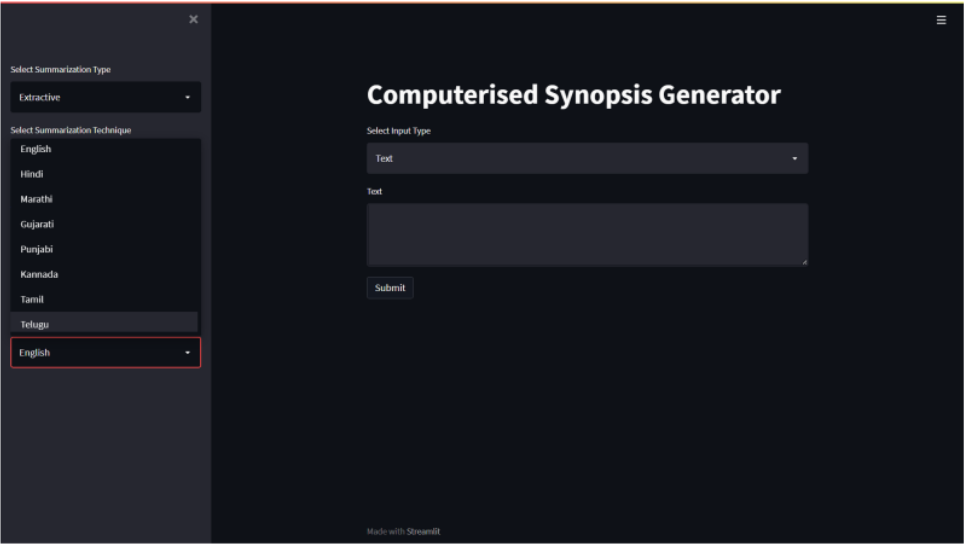 Select Summarization Type
Extractive
Select Summarization Technique
English
Hindi
Marathi
Gujarati
Punjabi
Kannada
Tamil
Telugu
English
Computerised Synopsis Generator
Select Input Type
Text
Text
Submit
Made with Streamlit